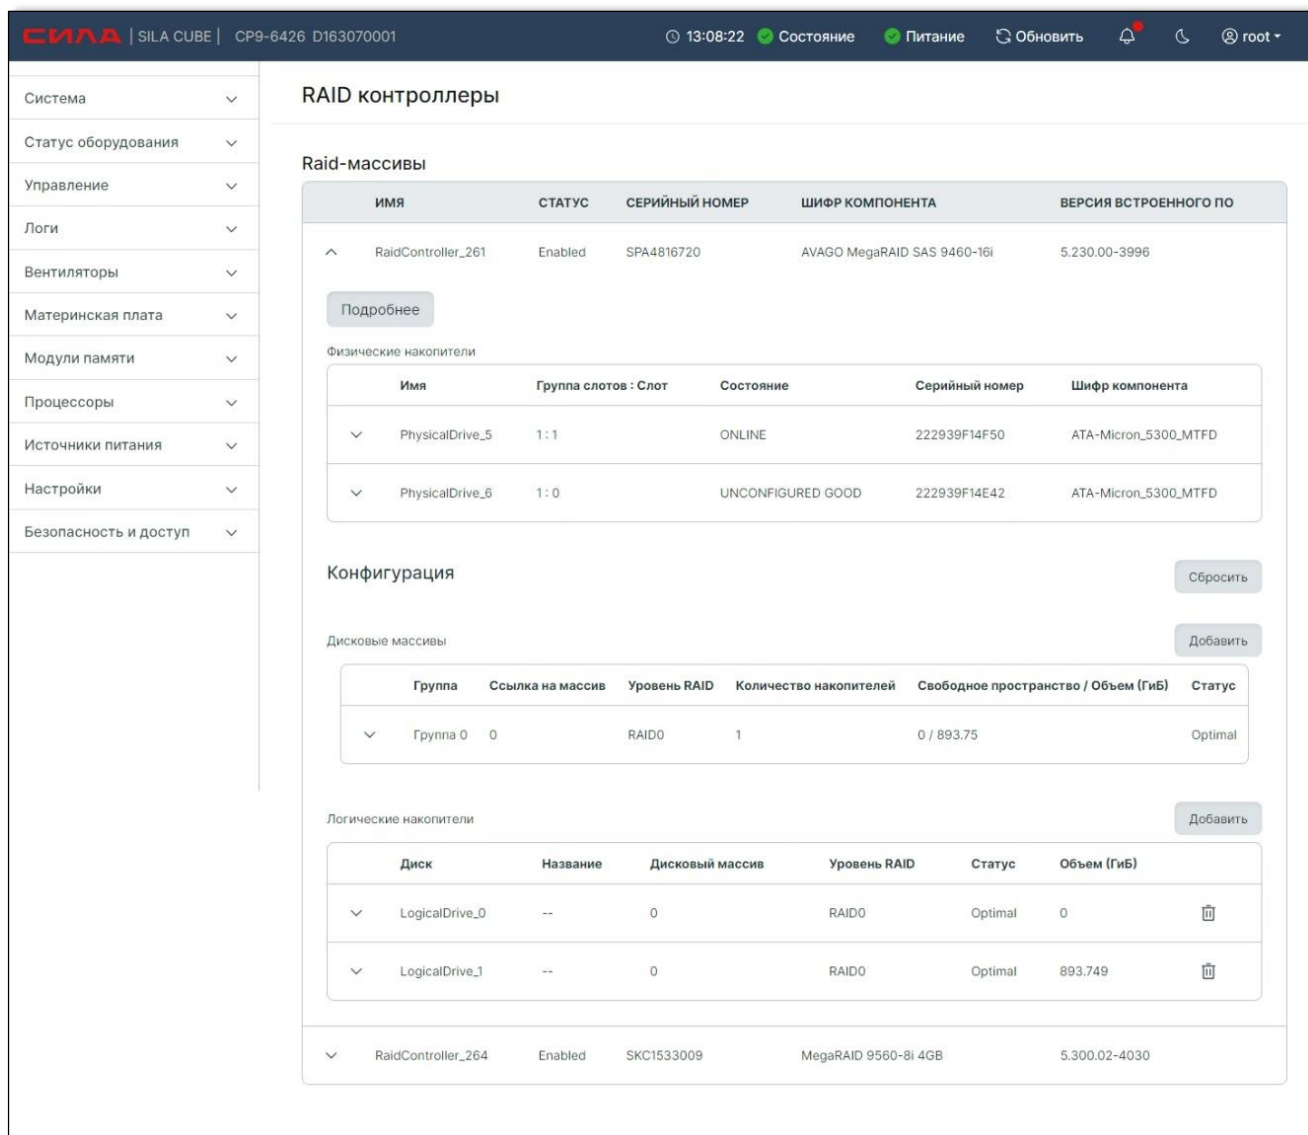 СИЛА | SILA CUBE | CP9-6426 D163070001 13:08:22 Состояние Питание Обновить root
Система
Статус оборудования
Управление
Логи
Вентиляторы
Материнская плата
Модули памяти
Процессоры
Источники питания
Настройки
Безопасность и доступ
RAID контроллеры
Raid-массивы
ИМЯ СТАТУС СЕРИЙНЫЙ НОМЕР ШИФР КОМПОНЕНТА ВЕРСИЯ ВСТРОЕННОГО ПО
RaidController_261 Enabled SPA4816720 AVAGO MegaRAID SAS 9460-16i 5.230.00-3996
Подробнее
Физические накопители
Имя Группа слотов : Слот Состояние Серийный номер Шифр компонента
PhysicalDrive_5 1 : 1 ONLINE 222939F14F50 ATA-Micron_5300_MTFD
PhysicalDrive_6 1 : 0 UNCONFIGURED GOOD 222939F14E42 ATA-Micron_5300_MTFD
Конфигурация Сбросить
Дисковые массивы Добавить
Группа Ссылка на массив Уровень RAID Количество накопителей Свободное пространство / Объем (ГиБ) Статус
Группа 0 0 RAID0 1 0 / 893.75 Optimal
Логические накопители Добавить
Диск Название Дисковый массив Уровень RAID Статус Объем (ГиБ)
LogicalDrive_0 -- 0 RAID0 Optimal 0
LogicalDrive_1 -- 0 RAID0 Optimal 893.749
RaidController_264 Enabled SKC1533009 MegaRAID 9560-8i 4GB 5.300.02-4030